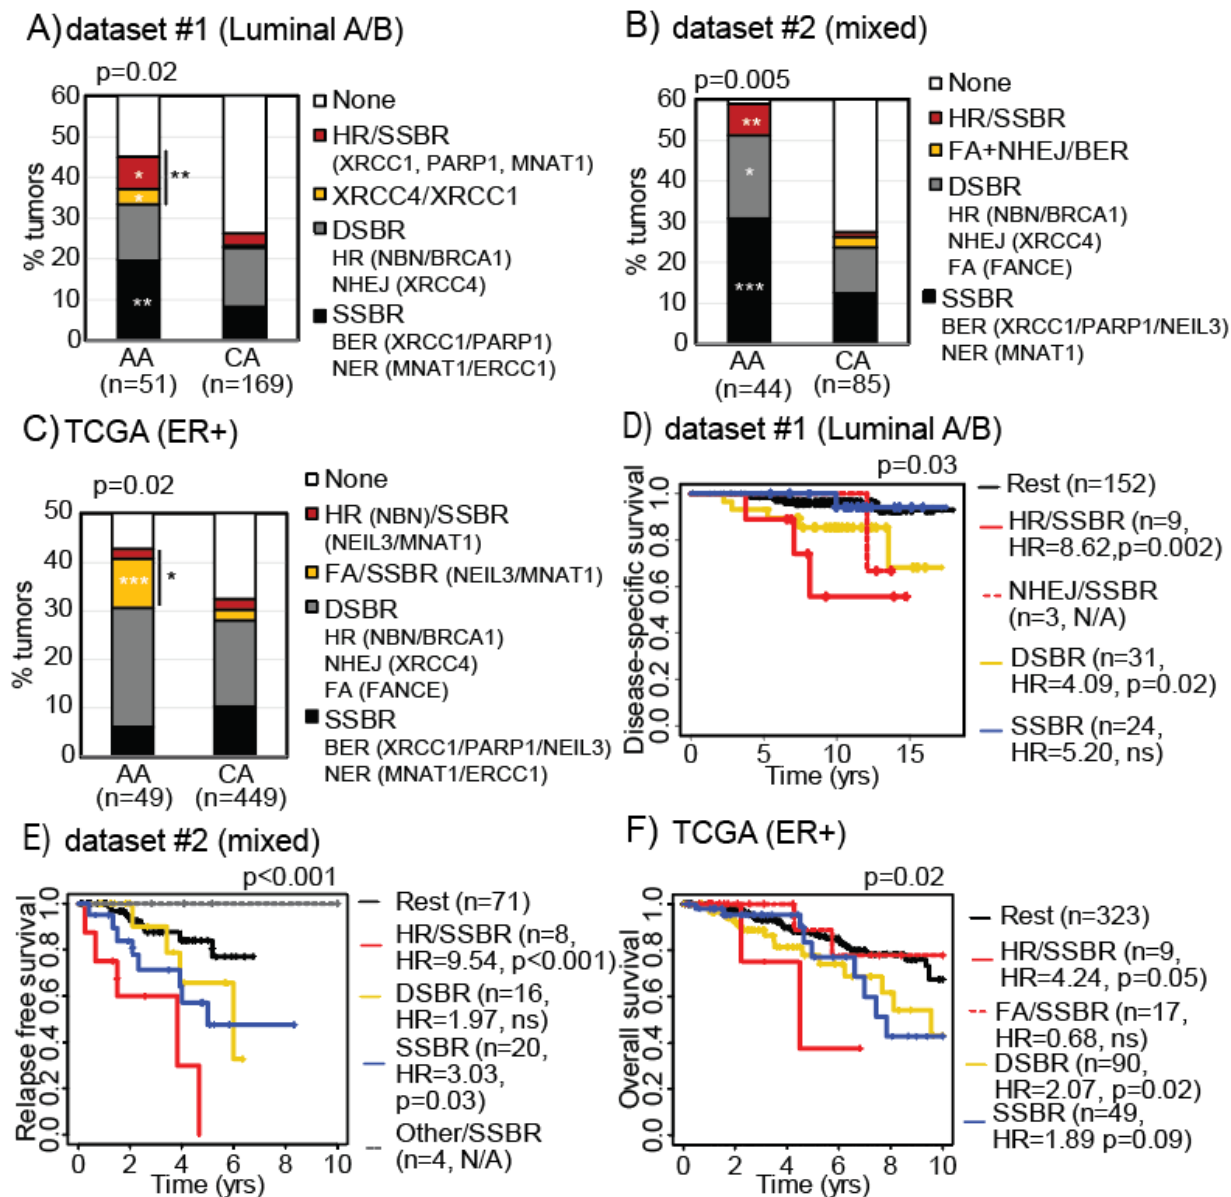 A) dataset #1 (Luminal A/B)
p=0.02
60
50
40
30
20
10
0
% tumors
*
*
**
**
AA
(n=51)
CA
(n=169)
None
HR/SSBR
(XRCC1, PARP1, MNAT1)
XRCC4/XRCC1
DSBR
HR (NBN/BRCA1)
NHEJ (XRCC4)
SSBR
BER (XRCC1/PARP1)
NER (MNAT1/ERCC1)
B) dataset #2 (mixed)
p=0.005
60
50
40
30
20
10
0
% tumors
**
*
***
AA
(n=44)
CA
(n=85)
None
HR/SSBR
FA+NHEJ/BER
DSBR
HR (NBN/BRCA1)
NHEJ (XRCC4)
FA (FANCE)
SSBR
BER (XRCC1/PARP1/NEIL3)
NER (MNAT1)
C) TCGA (ER+)
p=0.02
50
40
30
20
10
0
% tumors
***
*
AA
(n=49)
CA
(n=449)
None
HR (NBN)/SSBR
(NEIL3/MNAT1)
FA/SSBR (NEIL3/MNAT1)
DSBR
HR (NBN/BRCA1)
NHEJ (XRCC4)
FA (FANCE)
SSBR
BER (XRCC1/PARP1/NEIL3)
NER (MNAT1/ERCC1)
D) dataset #1 (Luminal A/B)
p=0.03
Disease-specific survival
1.0
0.8
0.6
0.4
0.2
0.0
0
5
10
15
Time (yrs)
Rest (n=152)
HR/SSBR (n=9,
HR=8.62,p=0.002)
NHEJ/SSBR
(n=3, N/A)
DSBR (n=31,
HR=4.09, p=0.02)
SSBR (n=24,
HR=5.20, ns)
E) dataset #2 (mixed)
p<0.001
Relapse free survival
1.0
0.8
0.6
0.4
0.2
0.0
0
2
4
6
8
10
Time (yrs)
Rest (n=71)
HR/SSBR (n=8,
HR=9.54, p<0.001).
DSBR (n=16,
HR=1.97, ns)
SSBR (n=20,
HR=3.03,
p=0.03)
Other/SSBR
(n=4, N/A)
F) TCGA (ER+)
p=0.02
Overall survival
1.0
0.8
0.6
0.4
0.2
0.0
0
2
4
6
8
10
Time (yrs)
Rest (n=323)
HR/SSBR (n=9,
HR=4.24, p=0.05)
FA/SSBR (n=17,
HR=0.68, ns)
DSBR (n=90,
HR=2.07, p=0.02)
SSBR (n=49,
HR=1.89 p=0.09)